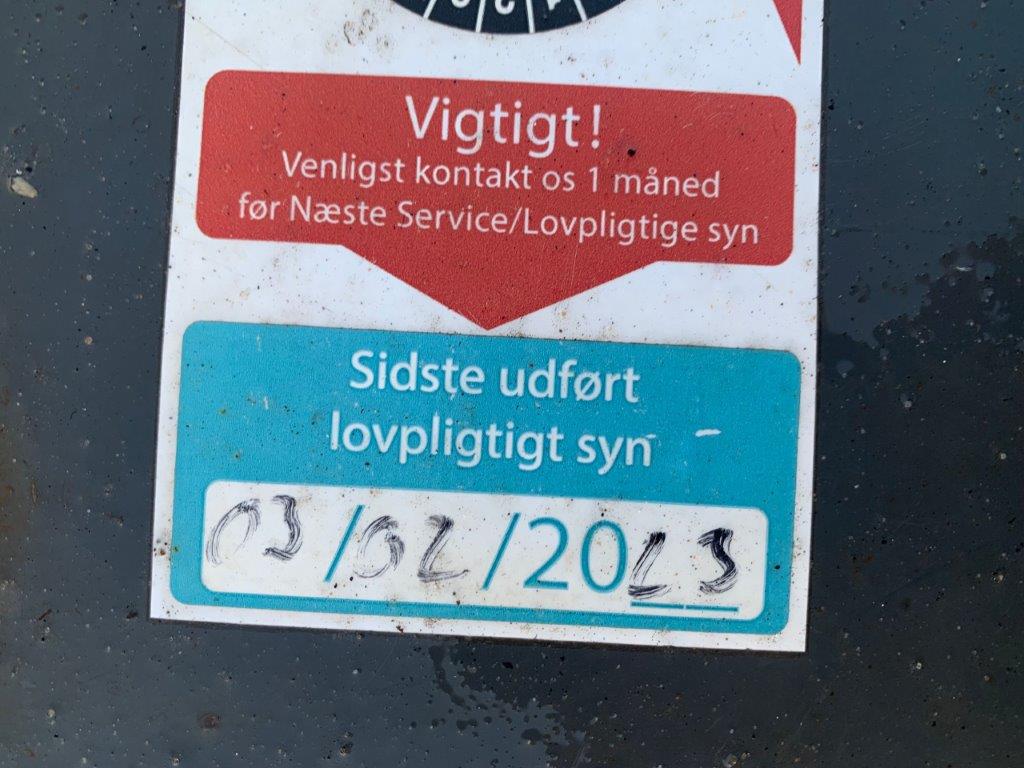 Vigtigt!
Venligst kontakt os 1 måned
før Næste Service/Lovpligtige syn
Sidste udført
lovpligtigt syn
03/02/2023